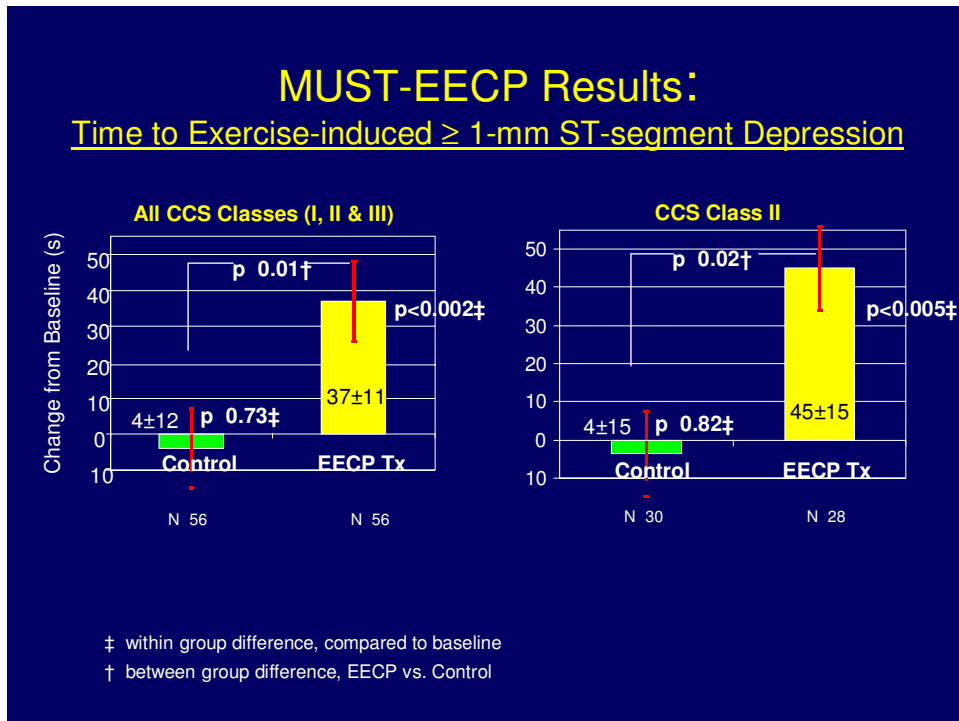 MUST-EECP Results:
Time to Exercise-induced ≥ 1-mm ST-segment Depression
All CCS Classes (I, II & III)
Change from Baseline (s)
50
40
30
20
10
0
10
p 0.01†
p<0.002‡
37±11
4±12
p 0.73‡
Control
EECP Tx
N 56
N 56
CCS Class II
50
40
30
20
10
0
10
p 0.02†
p<0.005‡
45±15
4±15
p 0.82‡
Control
EECP Tx
N 30
N 28
‡ within group difference, compared to baseline
† between group difference, EECP vs. Control